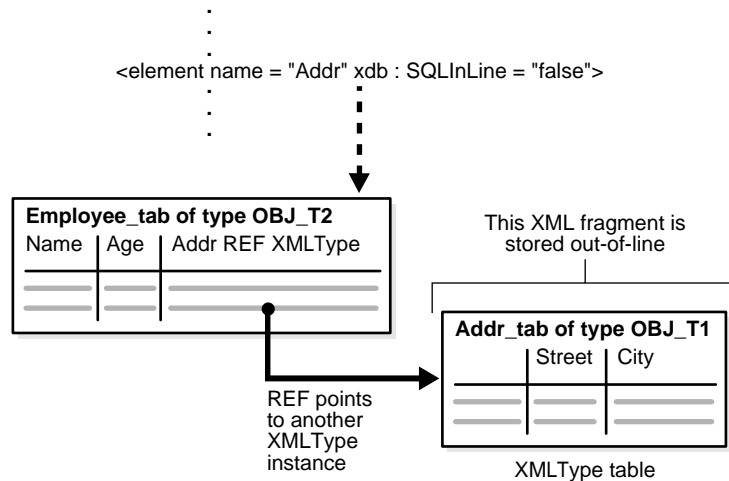 <element name = "Addr" xdb : SQLInLine = "false">
Employee_tab of type OBJ_T2
Name Age Addr REF XMLType
This XML fragment is
stored out-of-line
Addr_tab of type OBJ_T1
Street City
REF points
to another
XMLType
instance
XMLType table